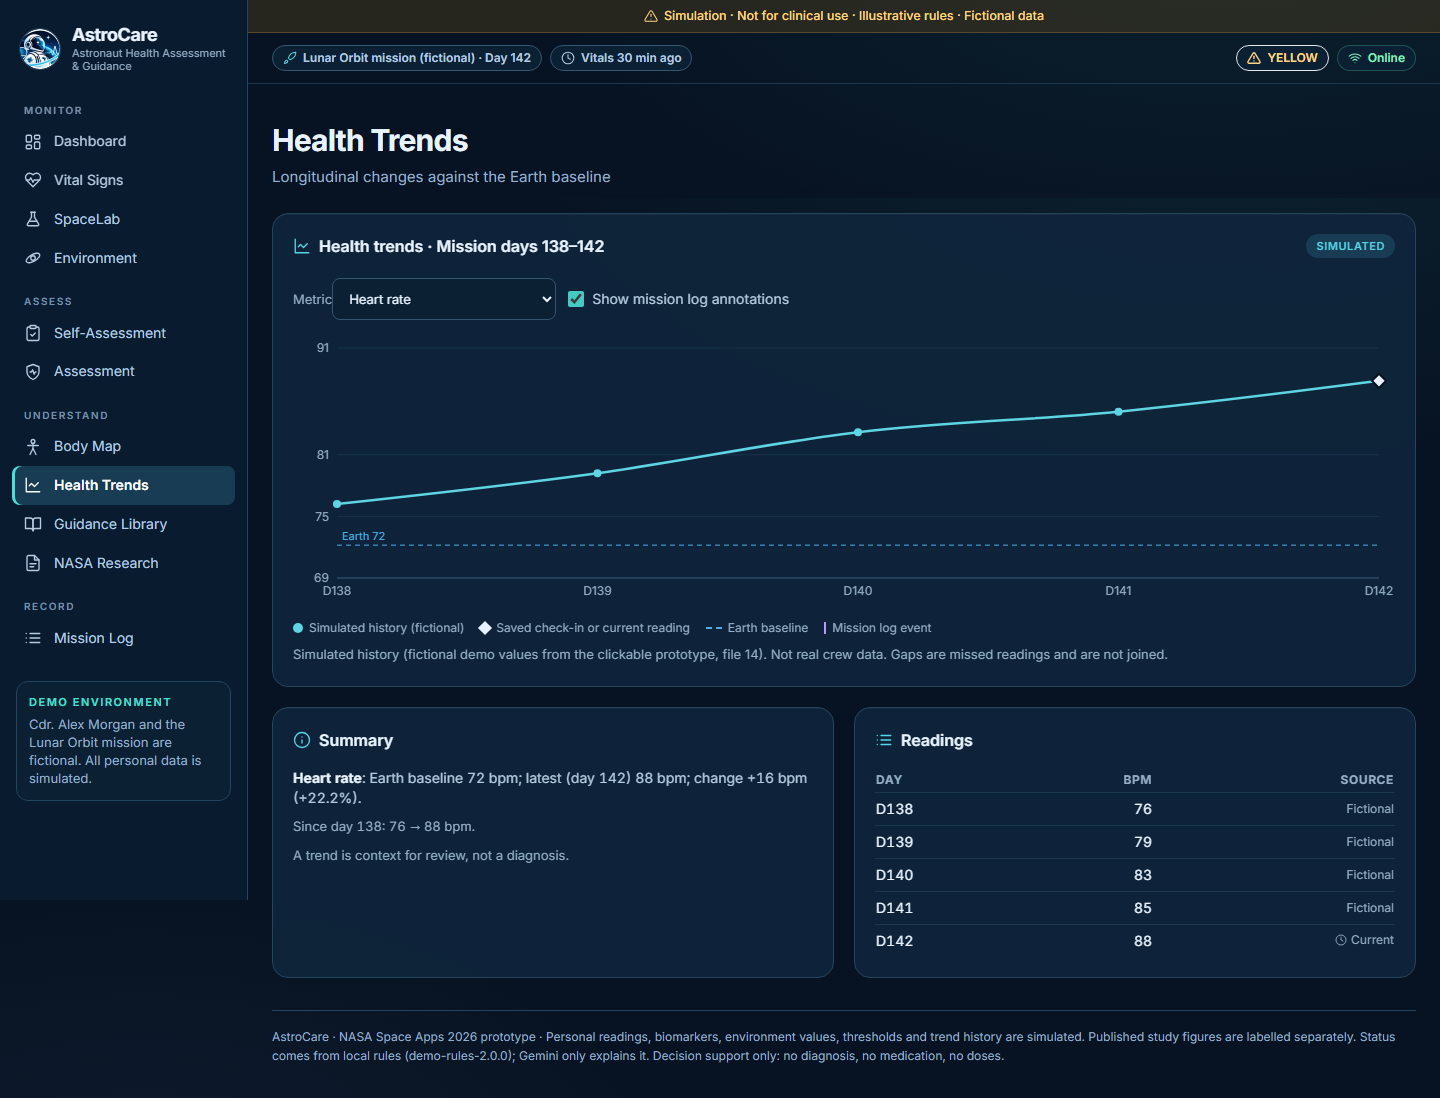 AstroCare
Astronaut Health Assessment
& Guidance
MONITOR
Dashboard
Vital Signs
SpaceLab
Environment
ASSESS
Self-Assessment
Assessment
UNDERSTAND
Body Map
Health Trends
Guidance Library
NASA Research
RECORD
Mission Log
DEMO ENVIRONMENT
Cdr. Alex Morgan and the
Lunar Orbit mission are
fictional. All personal data is
simulated.
Simulation · Not for clinical use · Illustrative rules · Fictional data
Lunar Orbit mission (fictional) · Day 142
Vitals 30 min ago
YELLOW
Online
Health Trends
Longitudinal changes against the Earth baseline
Health trends · Mission days 138–142
SIMULATED
Metric
Heart rate
Show mission log annotations
91
81
75
Earth 72
69
D138
D139
D140
D141
D142
Simulated history (fictional)
Saved check-in or current reading
Earth baseline
Mission log event
Simulated history (fictional demo values from the clickable prototype, file 14). Not real crew data. Gaps are missed readings and are not joined.
Summary
Heart rate: Earth baseline 72 bpm; latest (day 142) 88 bpm; change +16 bpm
(+22.2%).
Since day 138: 76 → 88 bpm.
A trend is context for review, not a diagnosis.
Readings
DAY BPM SOURCE
D138 76 Fictional
D139 79 Fictional
D140 83 Fictional
D141 85 Fictional
D142 88 Current
AstroCare · NASA Space Apps 2026 prototype · Personal readings, biomarkers, environment values, thresholds and trend history are simulated. Published study figures are labelled separately. Status
comes from local rules (demo-rules-2.0.0); Gemini only explains it. Decision support only: no diagnosis, no medication, no doses.